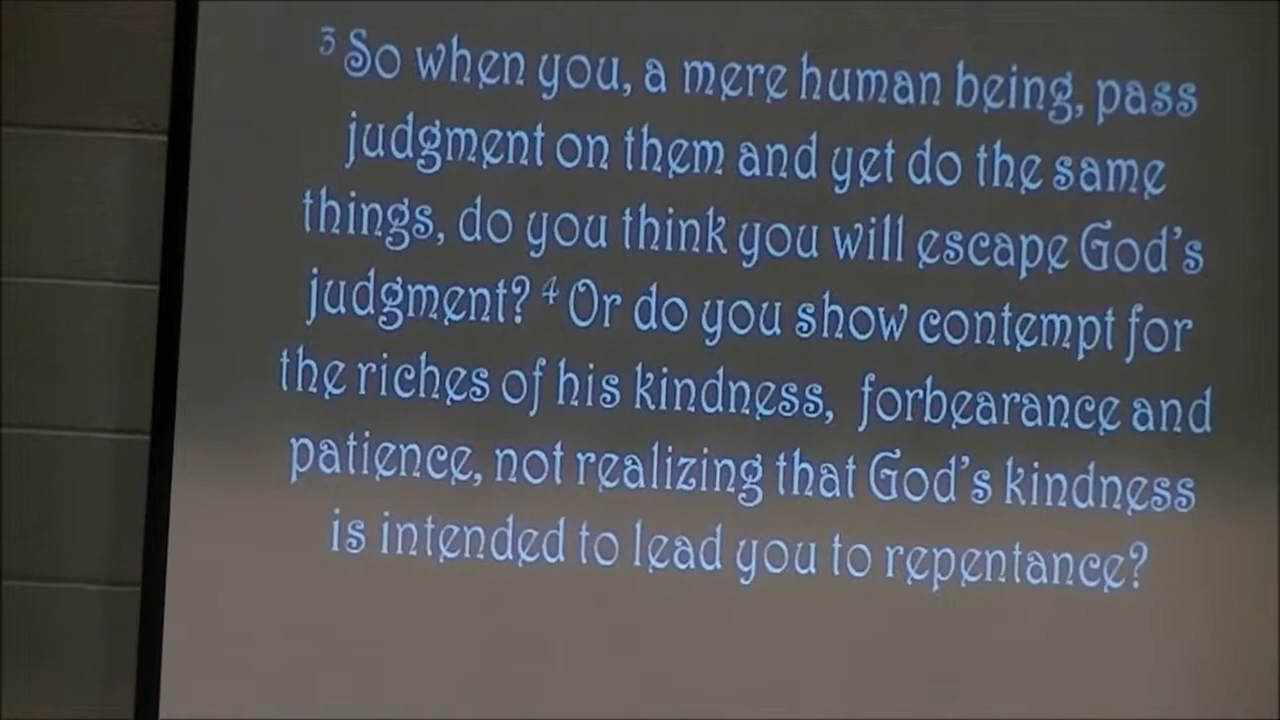 ³ So when you, a mere human being, pass
judgment on them and yet do the same
things, do you think you will escape God's
judgment? ⁴ Or do you show contempt for
the riches of his kindness, forbearance and
patience, not realizing that God's kindness
is intended to lead you to repentance?